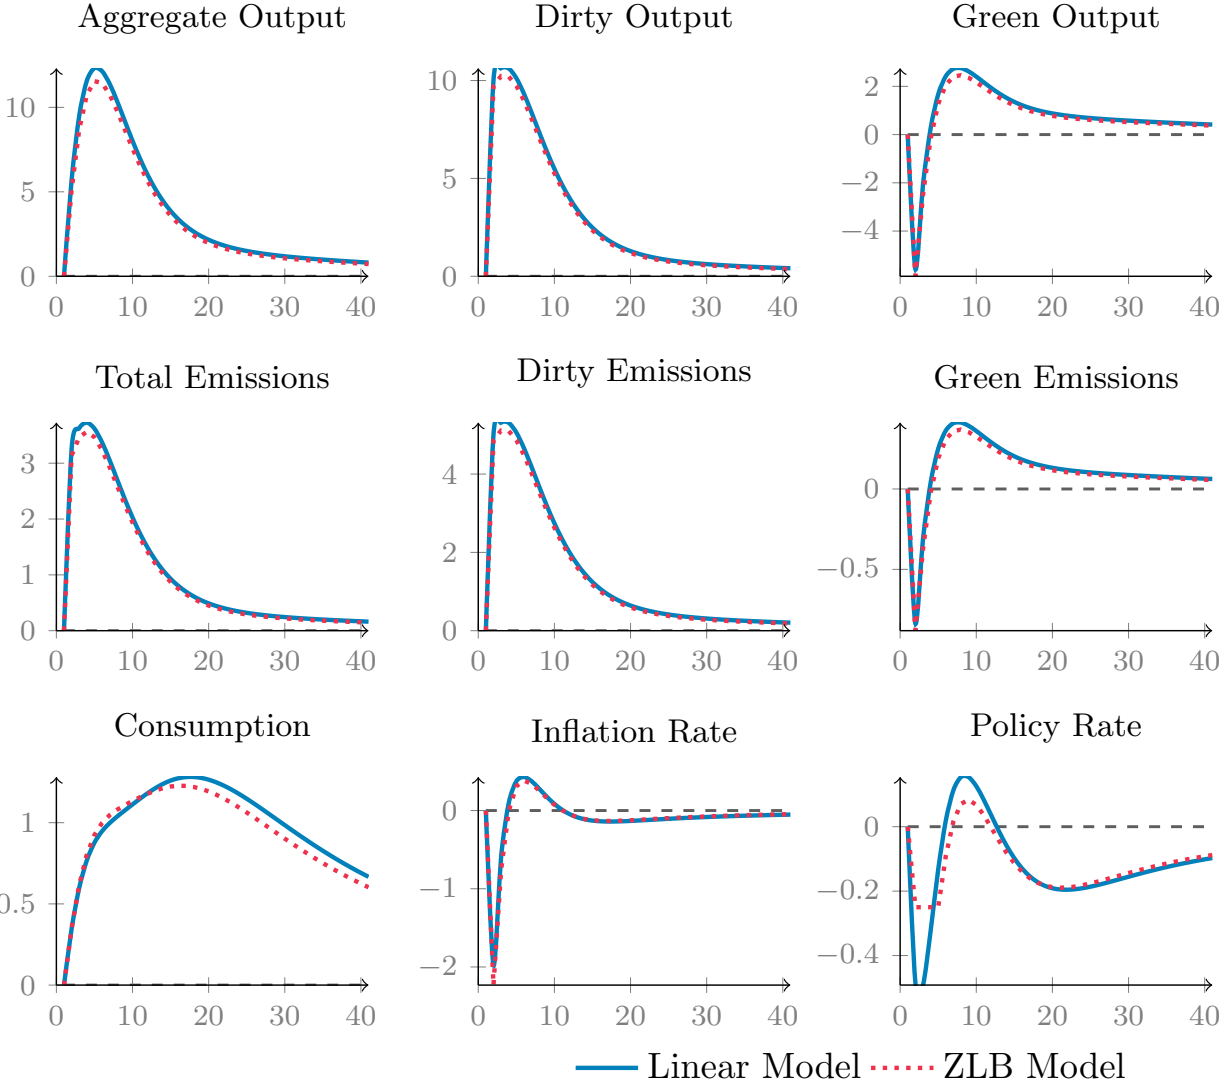 Aggregate Output Dirty Output Green Output
10
5
0
0 10 20 30 40
10
5
0
0 10 20 30 40
2
0
−2
−4
0 10 20 30 40
Total Emissions Dirty Emissions Green Emissions
3
2
1
0
0 10 20 30 40
4
2
0
0 10 20 30 40
0
−0.5
0 10 20 30 40
Consumption Inflation Rate Policy Rate
1
0.5
0
0 10 20 30 40
0
−1
−2
0 10 20 30 40
0
−0.2
−0.4
0 10 20 30 40
Linear Model ZLB Model